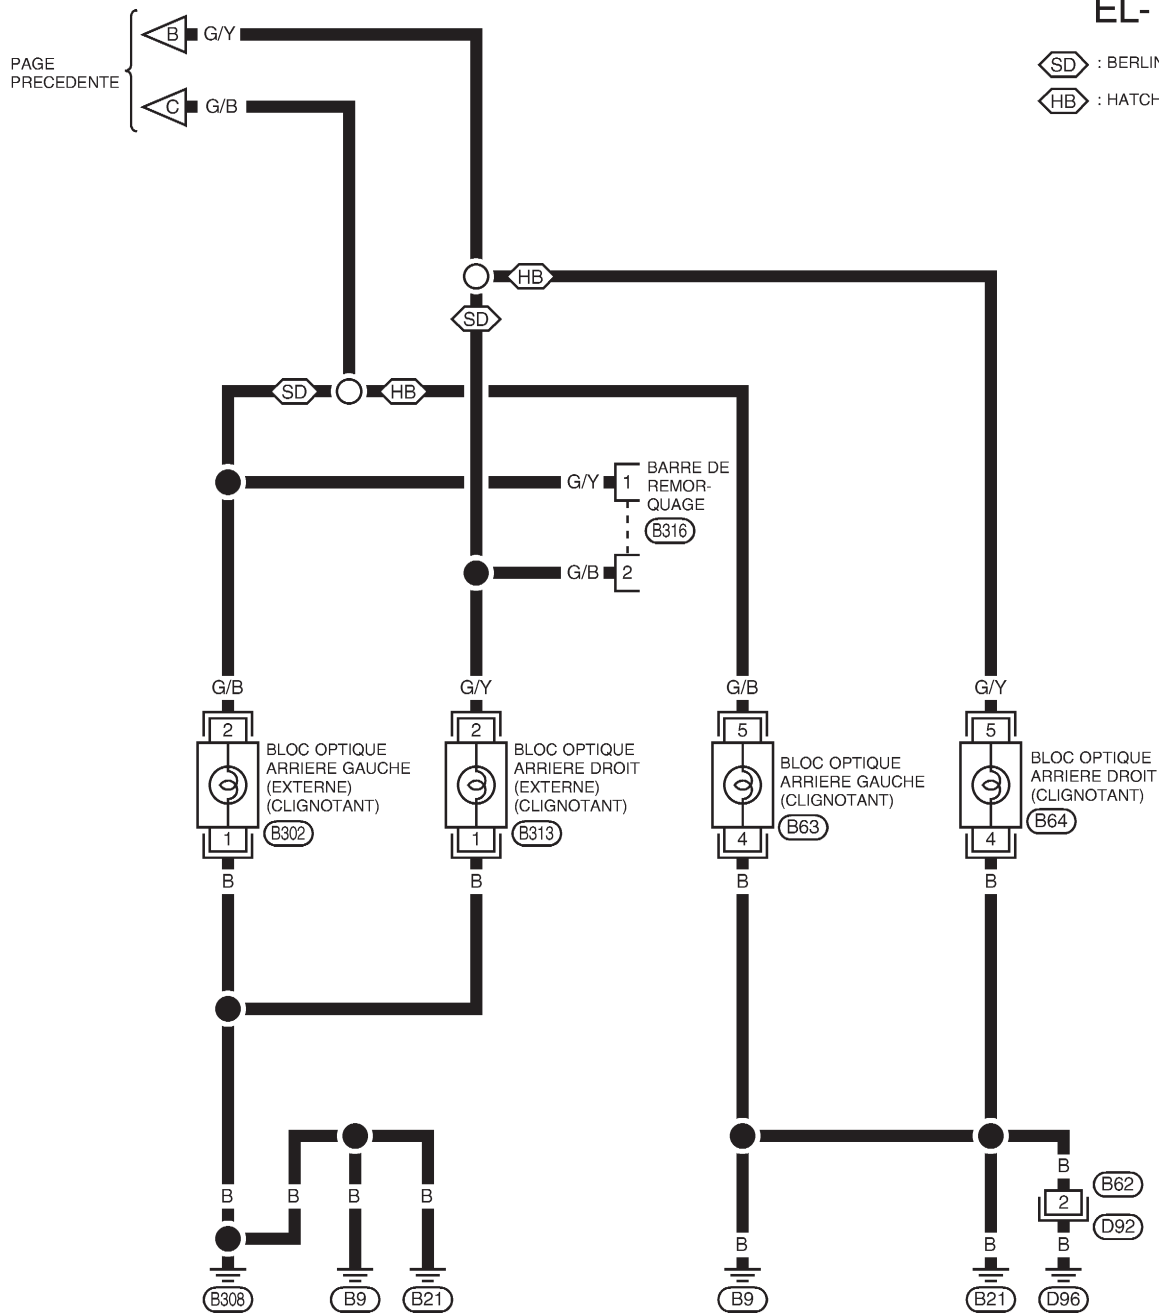 EL-
B G/Y
PAGE
PRECEDENTE
SD : BERLIN
C G/B
HB : HATCH
HB
SD
SD HB
G/Y 1
BARRE DE
REMOR-
QUAGE
B316
G/B 2
G/B G/Y G/B G/Y
2 2 5 5
BLOC OPTIQUE
ARRIERE GAUCHE
(EXTERNE)
(CLIGNOTANT)
B302
BLOC OPTIQUE
ARRIERE DROIT
(EXTERNE)
(CLIGNOTANT)
B313
BLOC OPTIQUE
ARRIERE GAUCHE
(CLIGNOTANT)
B63
BLOC OPTIQUE
ARRIERE DROIT
(CLIGNOTANT)
B64
1 1 4 4
B B B B
B
B62
B B B B 2
D92
B B B
B308 B9 B21 B9 B21 D96